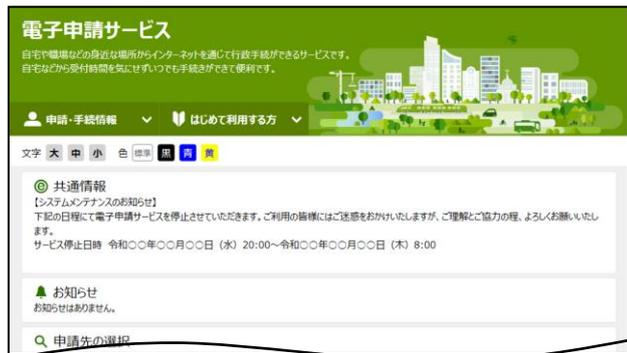 電子申請サービス
自宅や職場などの身近な場所からインターネットを通じて行政手続ができるサービスです。
自宅などから受付時間を気にせずいつでも手続きができて便利です。
申請・手続情報
はじめて利用する方
文字 大 中 小 色 標準 黒 青 黄
共通情報
【システムメンテナンスのお知らせ】
下記の日程にて電子申請サービスを停止させていただきます。ご利用の皆様にはご迷惑をおかけいたしますが、ご理解とご協力の程、よろしくお願いいたし
ます。
サービス停止日時 令和○○年○○月○○日（水）20:00～令和○○年○○月○○日（木）8:00
お知らせ
お知らせはありません。
申請先の選択